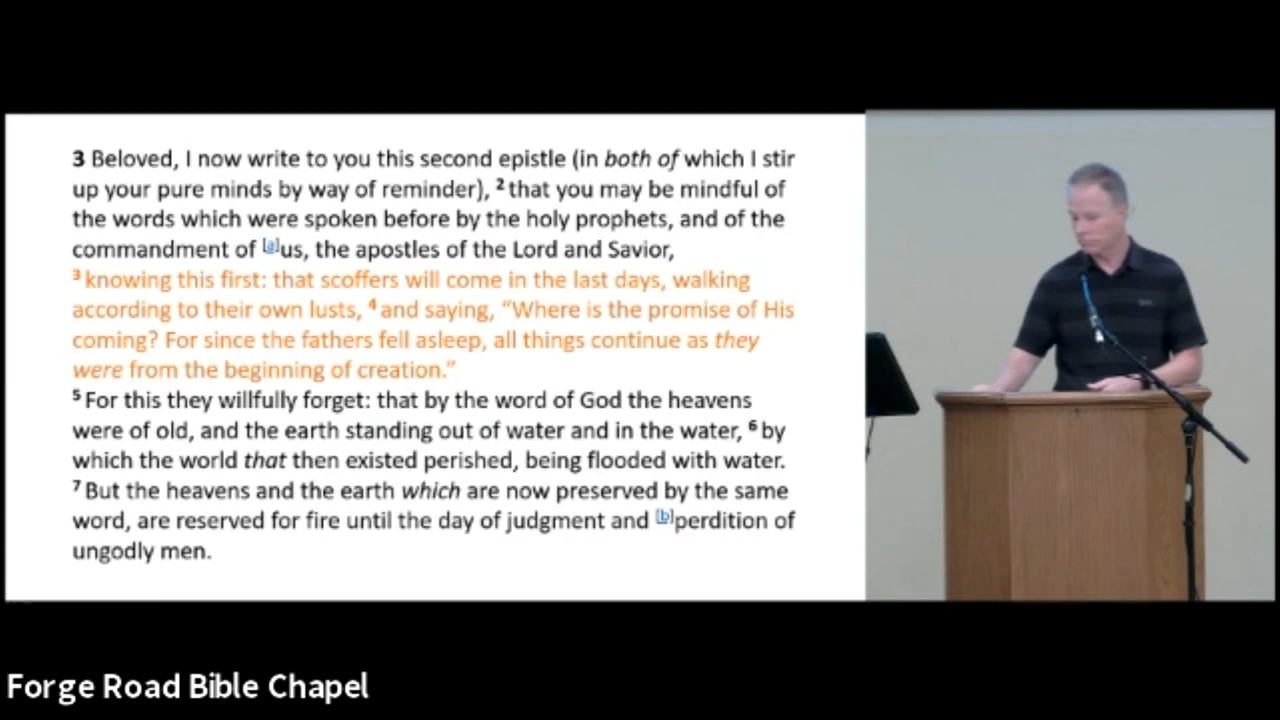 3 Beloved, I now write to you this second epistle (in both of which I stir
up your pure minds by way of reminder), 2 that you may be mindful of
the words which were spoken before by the holy prophets, and of the
commandment of [a]us, the apostles of the Lord and Savior,
3 knowing this first: that scoffers will come in the last days, walking
according to their own lusts, 4 and saying, “Where is the promise of His
coming? For since the fathers fell asleep, all things continue as they
were from the beginning of creation.”
5 For this they willfully forget: that by the word of God the heavens
were of old, and the earth standing out of water and in the water, 6 by
which the world that then existed perished, being flooded with water.
7 But the heavens and the earth which are now preserved by the same
word, are reserved for fire until the day of judgment and [b]perdition of
ungodly men.
Forge Road Bible Chapel